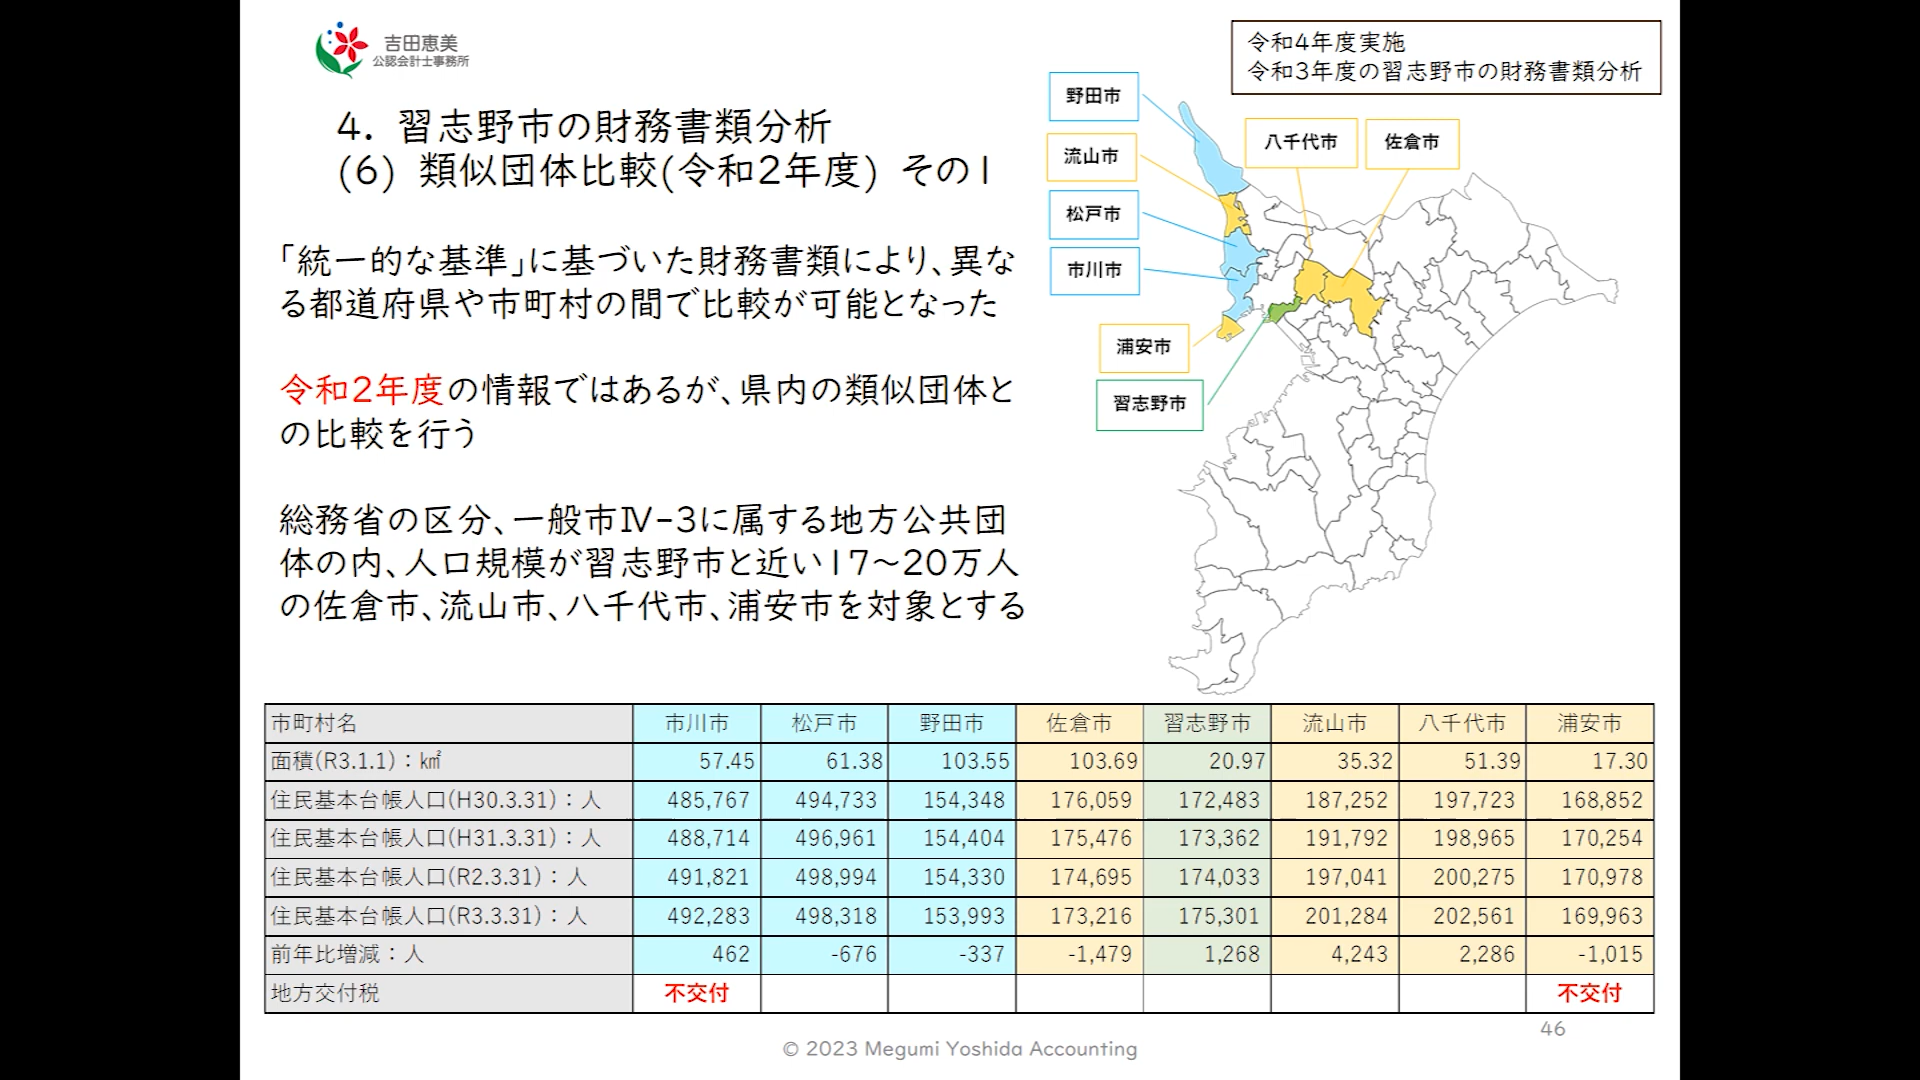 吉田恵美
公認会計士事務所
令和4年度実施
令和3年度の習志野市の財務書類分析
4. 習志野市の財務書類分析
(6) 類似団体比較(令和2年度) その1
「統一的な基準」に基づいた財務書類により、異な
る都道府県や市町村の間で比較が可能となった
令和2年度の情報ではあるが、県内の類似団体と
の比較を行う
総務省の区分、一般市Ⅳ-3に属する地方公共団
体の内、人口規模が習志野市と近い17~20万人
の佐倉市、流山市、八千代市、浦安市を対象とする
野田市
流山市
松戸市
市川市
浦安市
習志野市
八千代市
佐倉市
市町村名 市川市 松戸市 野田市 佐倉市 習志野市 流山市 八千代市 浦安市
面積(R3.1.1):㎢ 57.45 61.38 103.55 103.69 20.97 35.32 51.39 17.30
住民基本台帳人口(H30.3.31):人 485,767 494,733 154,348 176,059 172,483 187,252 197,723 168,852
住民基本台帳人口(H31.3.31):人 488,714 496,961 154,404 175,476 173,362 191,792 198,965 170,254
住民基本台帳人口(R2.3.31):人 491,821 498,994 154,330 174,695 174,033 197,041 200,275 170,978
住民基本台帳人口(R3.3.31):人 492,283 498,318 153,993 173,216 175,301 201,284 202,561 169,963
前年比増減:人 462 -676 -337 -1,479 1,268 4,243 2,286 -1,015
地方交付税 不交付 不交付
46
© 2023 Megumi Yoshida Accounting